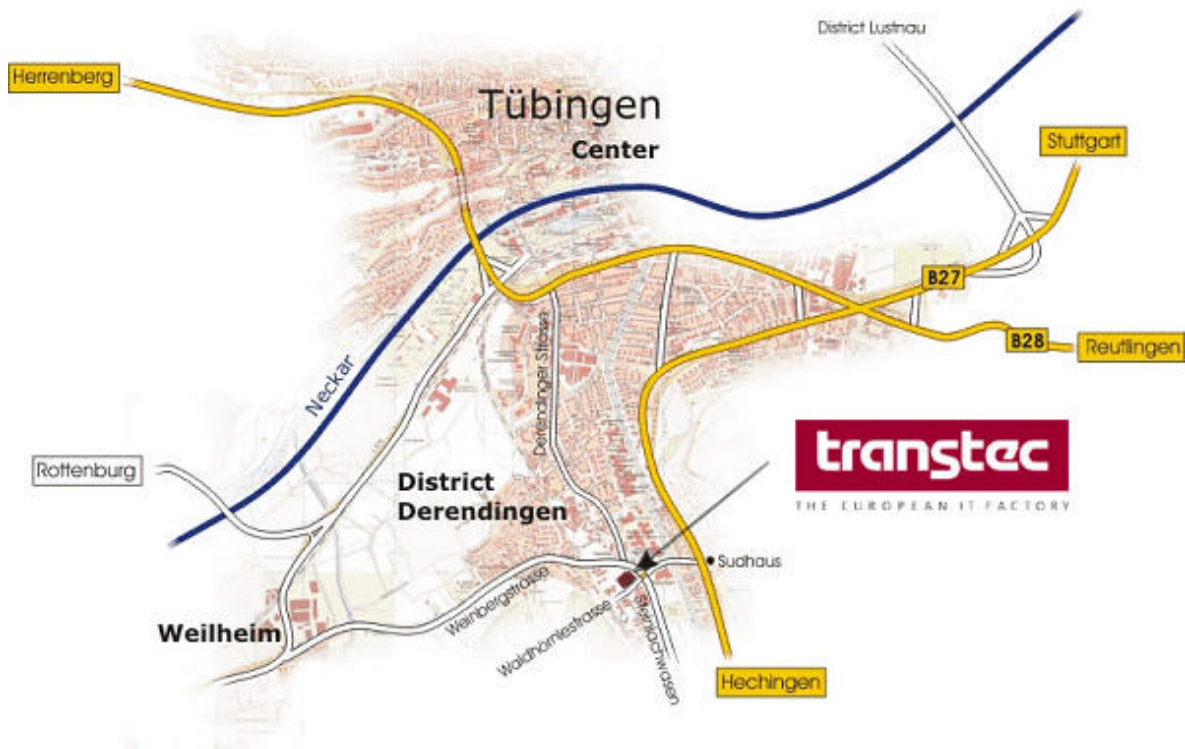 District Lustnau
Herrenberg
Tübingen
Center
Stuttgart
B27
B28
Reutlingen
Neckar
Derendinger Strasse
transtec
THE EUROPEAN IT FACTORY
Rottenburg
District
Derendingen
Sudhaus
Weinbergstrasse
Waldhörnlestrasse
Steinlachwasen
Weilheim
Hechingen